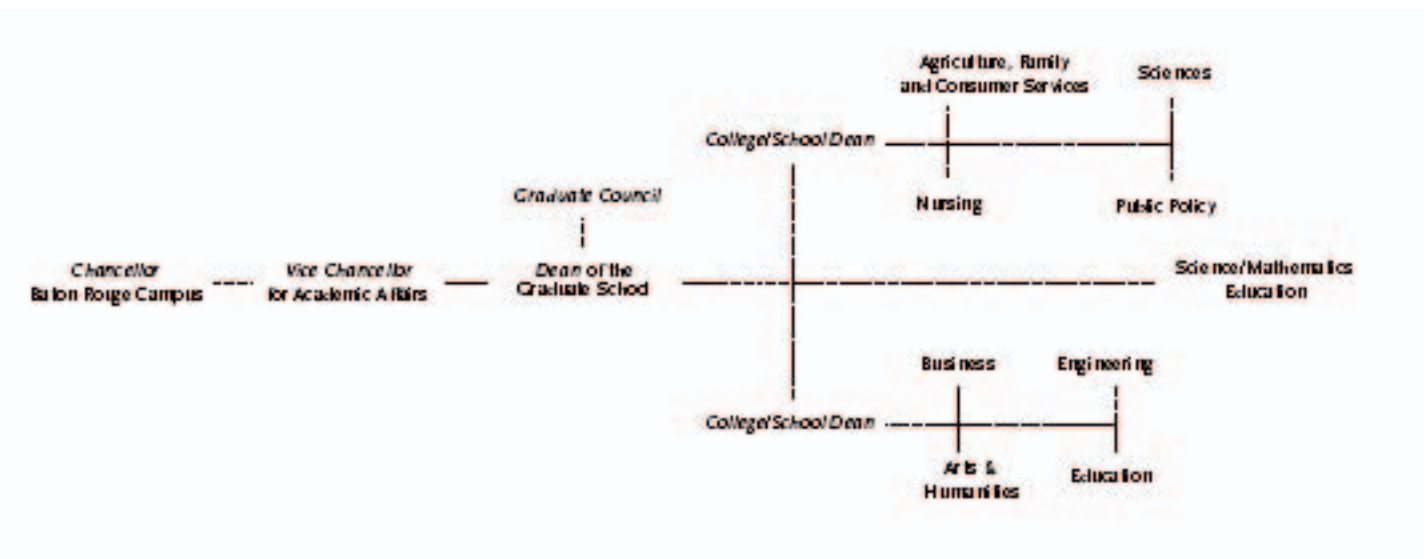 Agriculture, Family
and Consumer Services
Sciences
College/School Dean
Nursing
Public Policy
Graduate Council
Chancellor
Baton Rouge Campus
Vice Chancellor
for Academic Affairs
Dean of the
Graduate School
Science/Mathematics
Education
Business
Engineering
College/School Dean
Arts &
Humanities
Education